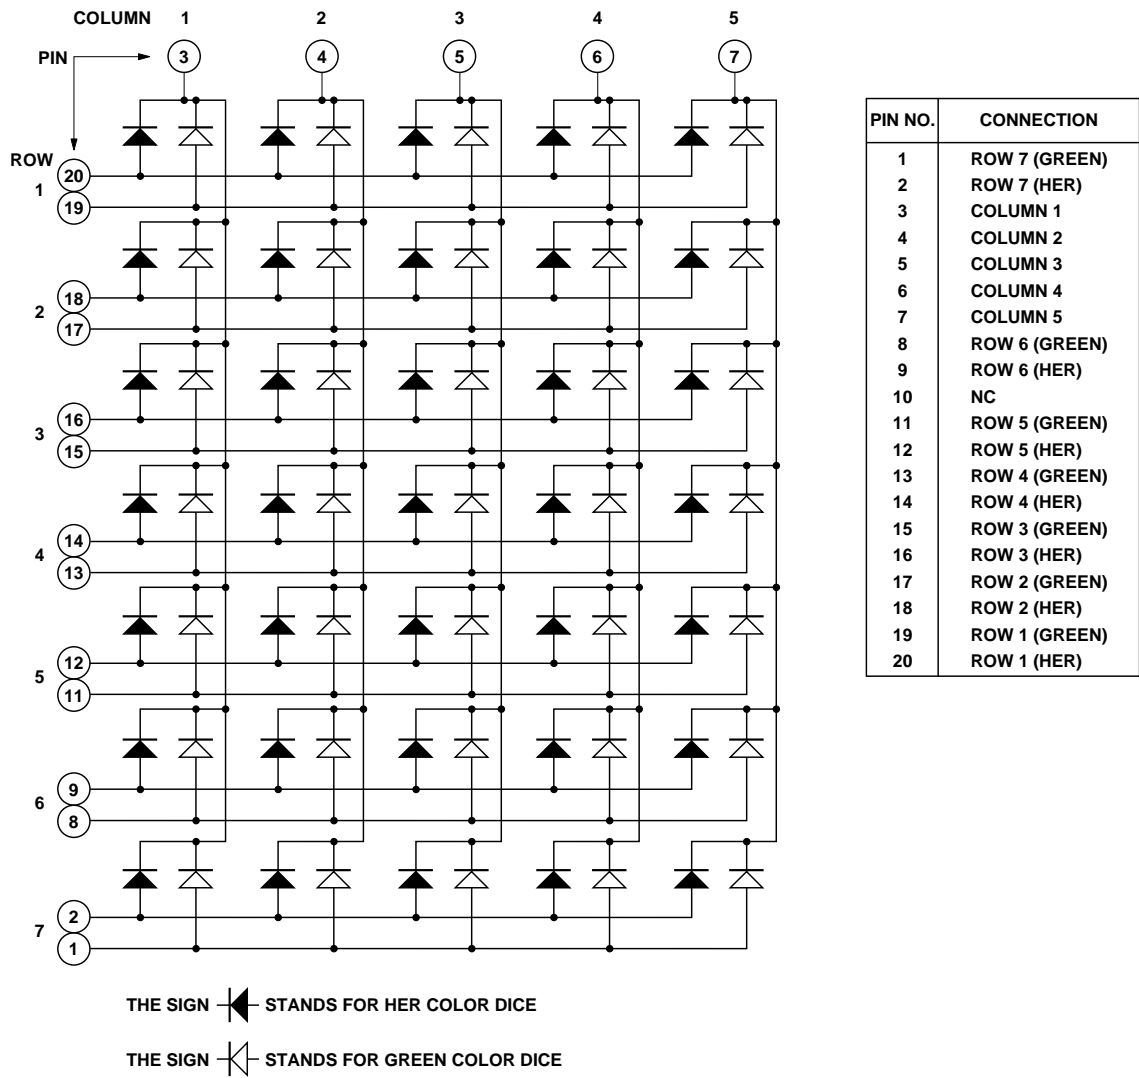 COLUMN 1 2 3 4 5
PIN 3 4 5 6 7
ROW
1
20
19
2
18
17
3
16
15
4
14
13
5
12
11
6
9
8
7
2
1
THE SIGN STANDS FOR HER COLOR DICE
THE SIGN STANDS FOR GREEN COLOR DICE
PIN NO. CONNECTION
1 ROW 7 (GREEN)
2 ROW 7 (HER)
3 COLUMN 1
4 COLUMN 2
5 COLUMN 3
6 COLUMN 4
7 COLUMN 5
8 ROW 6 (GREEN)
9 ROW 6 (HER)
10 NC
11 ROW 5 (GREEN)
12 ROW 5 (HER)
13 ROW 4 (GREEN)
14 ROW 4 (HER)
15 ROW 3 (GREEN)
16 ROW 3 (HER)
17 ROW 2 (GREEN)
18 ROW 2 (HER)
19 ROW 1 (GREEN)
20 ROW 1 (HER)